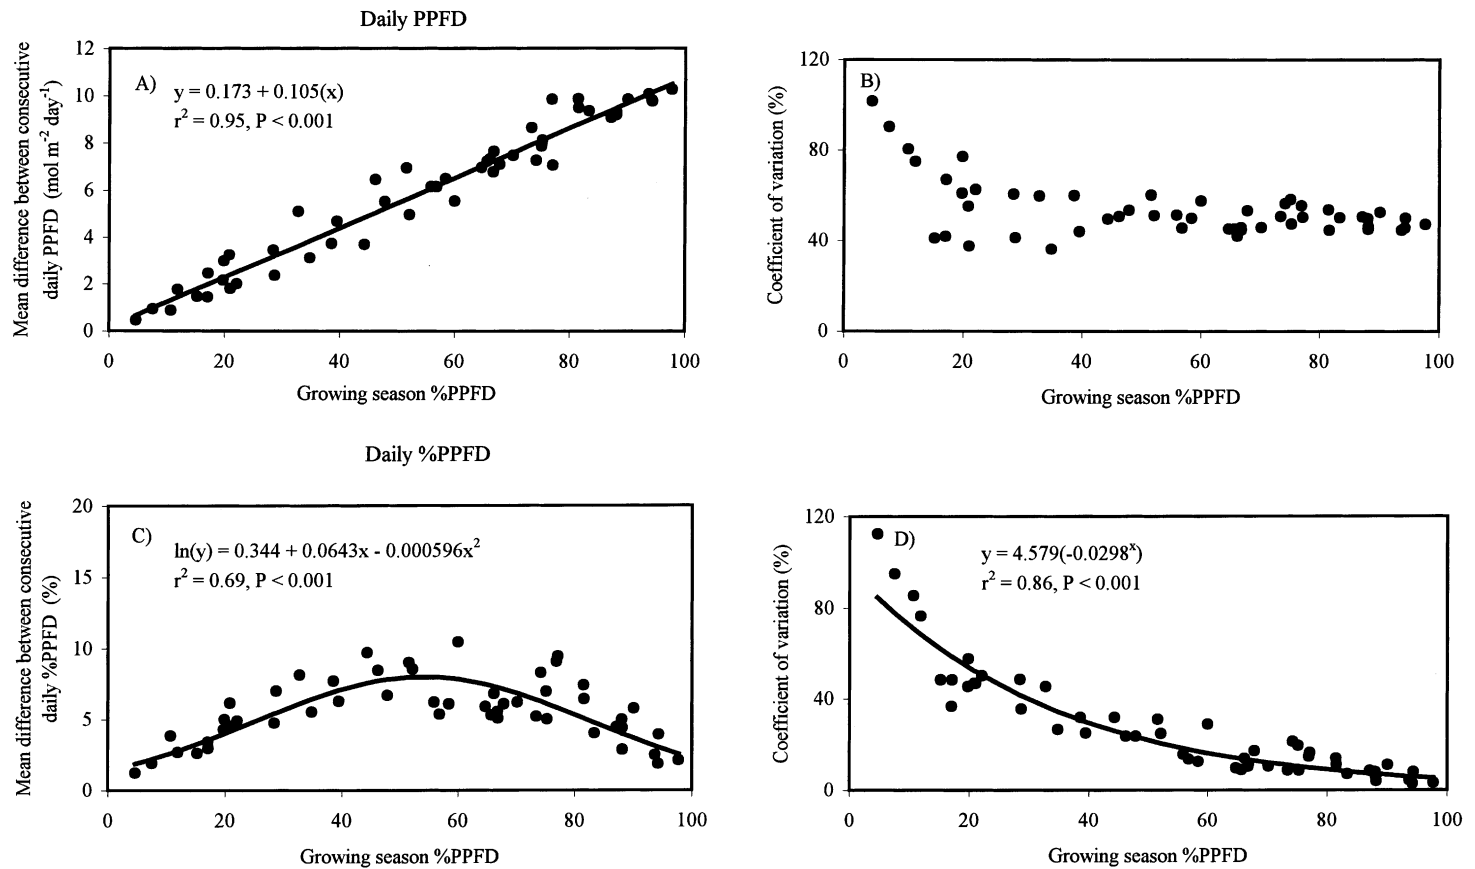 Daily PPFD
Mean difference between consecutive
daily PPFD (mol m⁻² day⁻¹)
12
10
8
6
4
2
0
A)
y = 0.173 + 0.105(x)
r² = 0.95, P < 0.001
0 20 40 60 80 100
Growing season %PPFD
Coefficient of variation (%)
120
80
40
0
B)
0 20 40 60 80 100
Growing season %PPFD
Daily %PPFD
Mean difference between consecutive
daily %PPFD (%)
20
15
10
5
0
C)
ln(y) = 0.344 + 0.0643x - 0.000596x²
r² = 0.69, P < 0.001
0 20 40 60 80 100
Growing season %PPFD
Coefficient of variation (%)
120
80
40
0
D)
y = 4.579(-0.0298ˣ)
r² = 0.86, P < 0.001
0 20 40 60 80 100
Growing season %PPFD